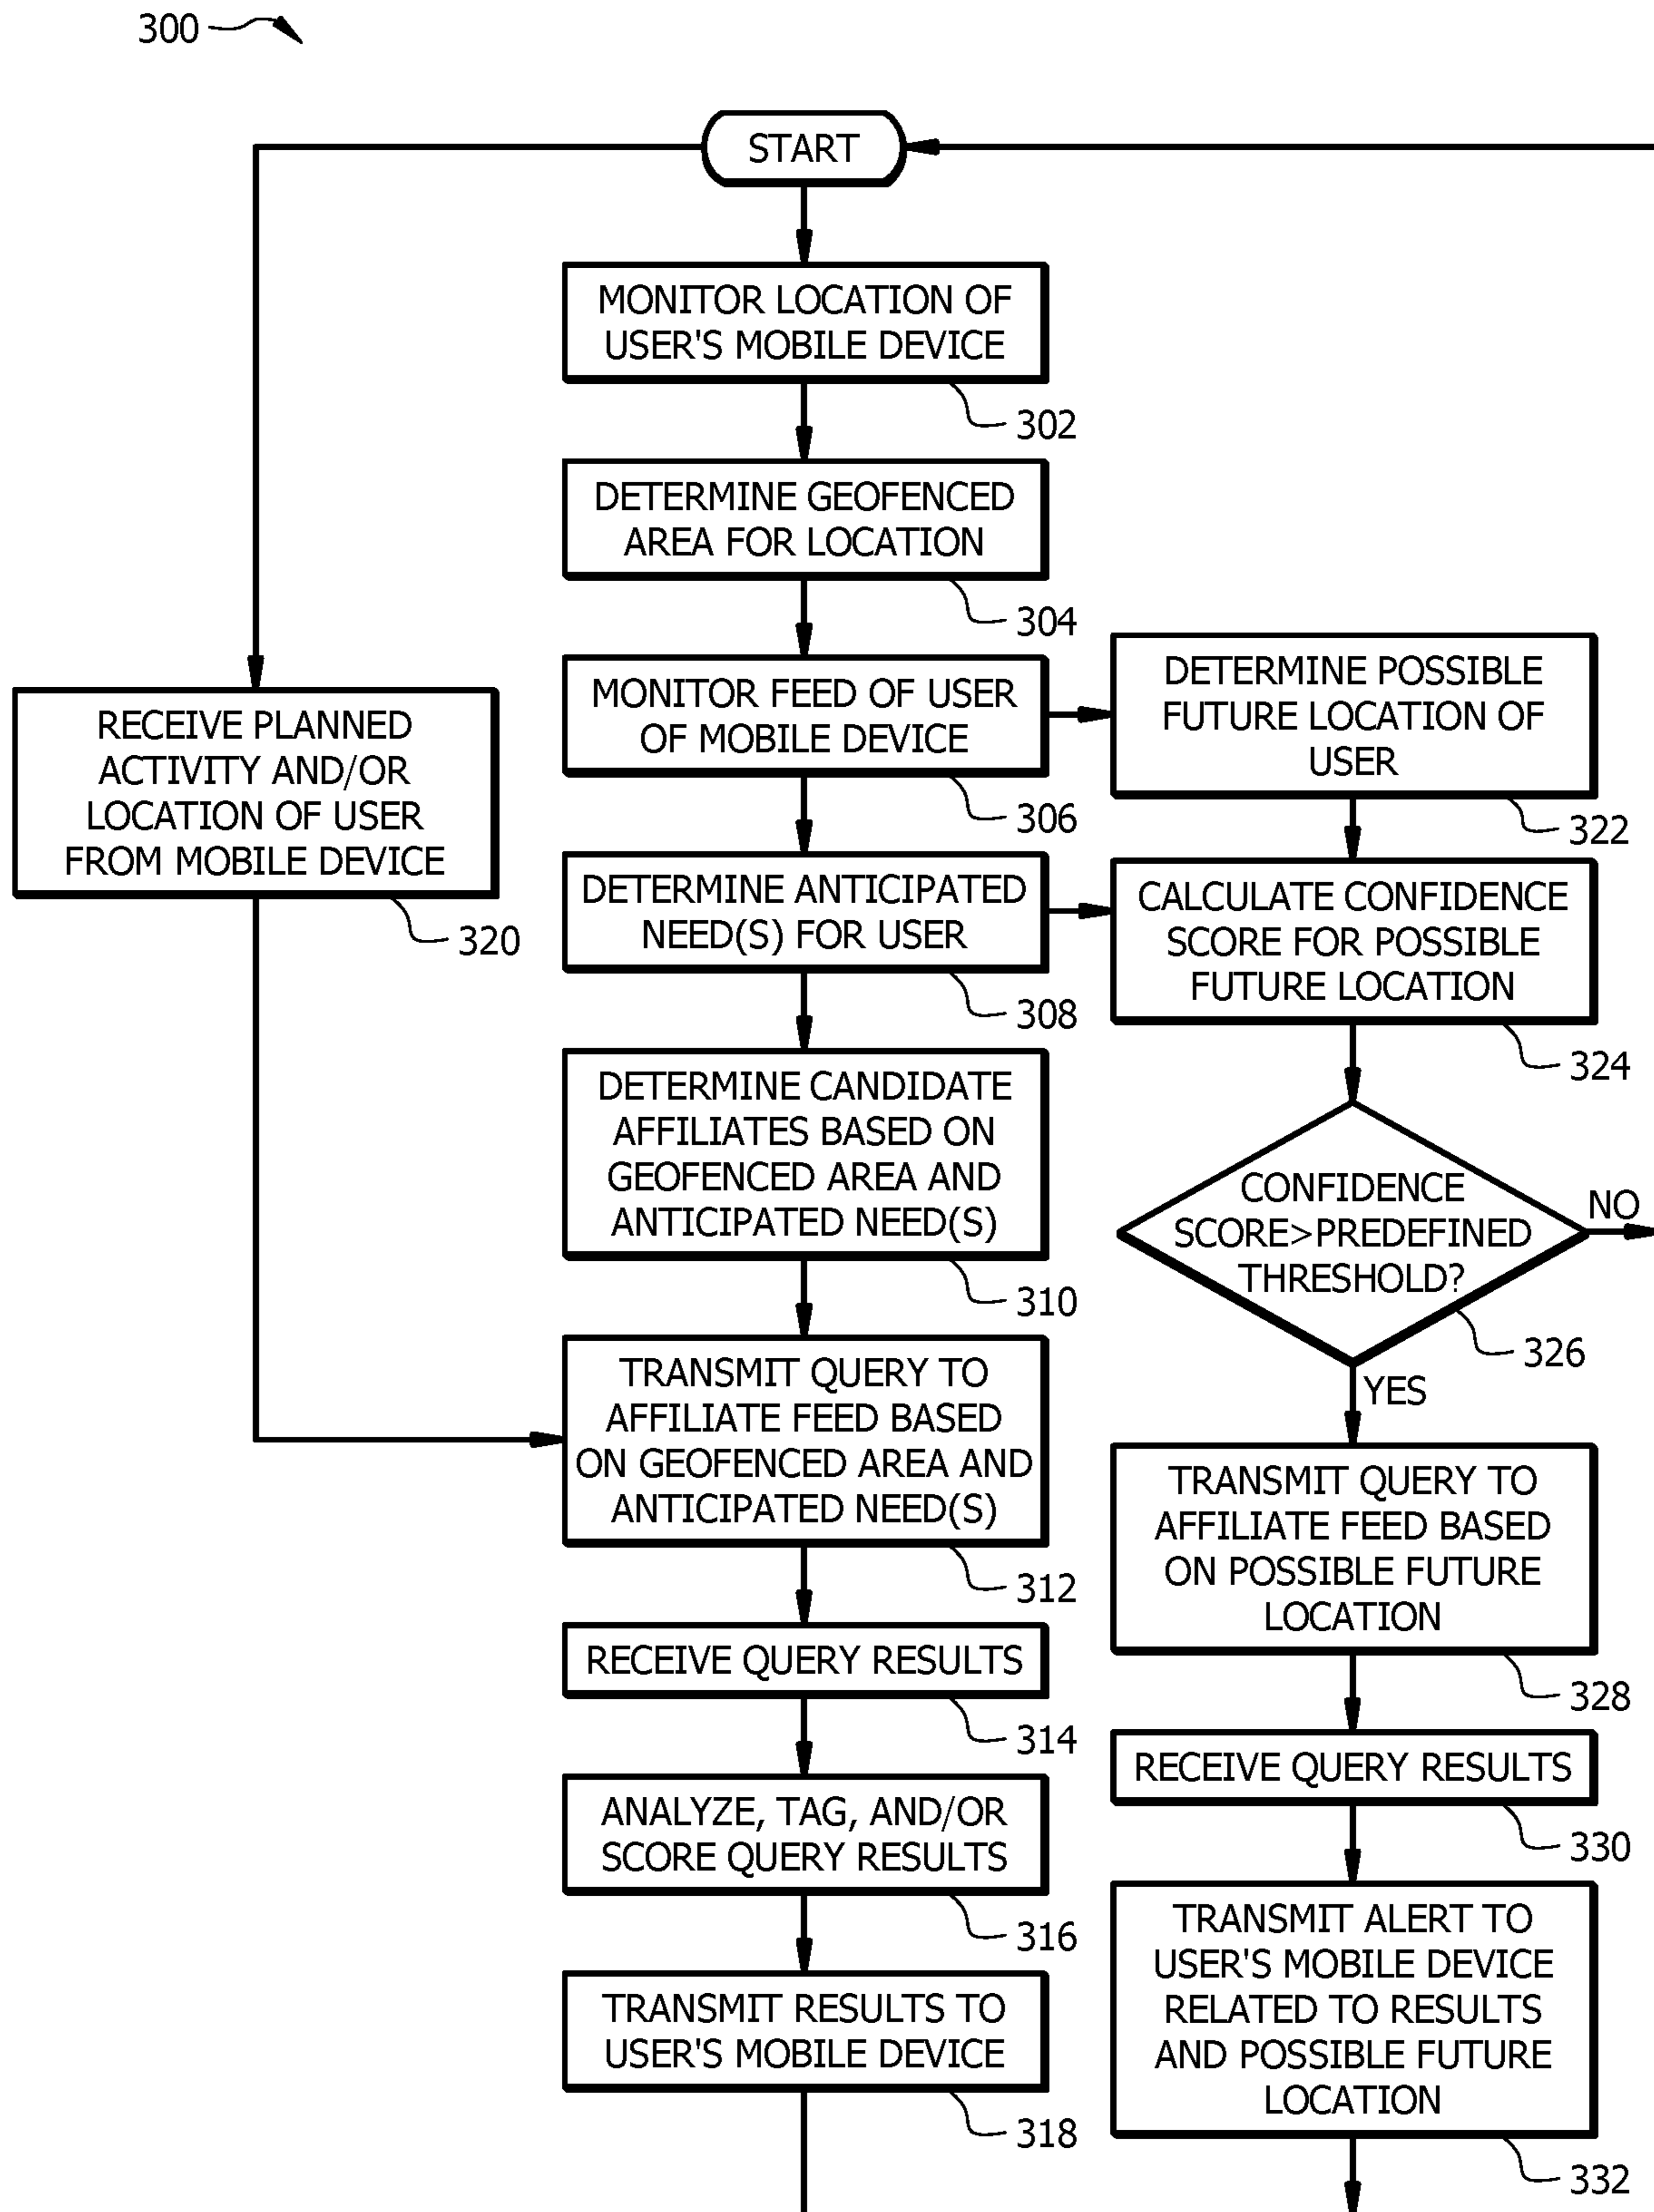 300
START
MONITOR LOCATION OF
USER'S MOBILE DEVICE
302
DETERMINE GEOFENCED
AREA FOR LOCATION
304
MONITOR FEED OF USER
OF MOBILE DEVICE
306
DETERMINE ANTICIPATED
NEED(S) FOR USER
308
DETERMINE CANDIDATE
AFFILIATES BASED ON
GEOFENCED AREA AND
ANTICIPATED NEED(S)
310
RECEIVE PLANNED
ACTIVITY AND/OR
LOCATION OF USER
FROM MOBILE DEVICE
320
TRANSMIT QUERY TO
AFFILIATE FEED BASED
ON GEOFENCED AREA AND
ANTICIPATED NEED(S)
312
RECEIVE QUERY RESULTS
314
ANALYZE, TAG, AND/OR
SCORE QUERY RESULTS
316
TRANSMIT RESULTS TO
USER'S MOBILE DEVICE
318
DETERMINE POSSIBLE
FUTURE LOCATION OF
USER
322
CALCULATE CONFIDENCE
SCORE FOR POSSIBLE
FUTURE LOCATION
324
CONFIDENCE
SCORE>PREDEFINED
THRESHOLD?
NO
326
YES
TRANSMIT QUERY TO
AFFILIATE FEED BASED
ON POSSIBLE FUTURE
LOCATION
328
RECEIVE QUERY RESULTS
330
TRANSMIT ALERT TO
USER'S MOBILE DEVICE
RELATED TO RESULTS
AND POSSIBLE FUTURE
LOCATION
332